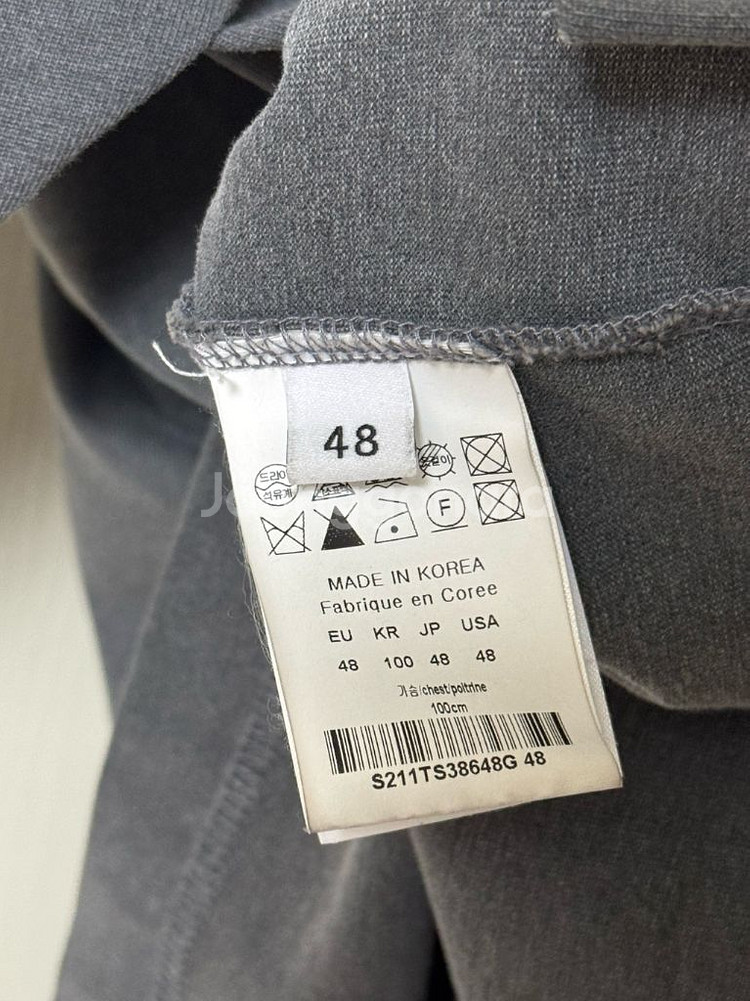 48
드라이
석유계
F
MADE IN KOREA
Fabrique en Coree
EU KR JP USA
48 100 48 48
가슴/chest/poitrine
100cm
S211TS38648G 48